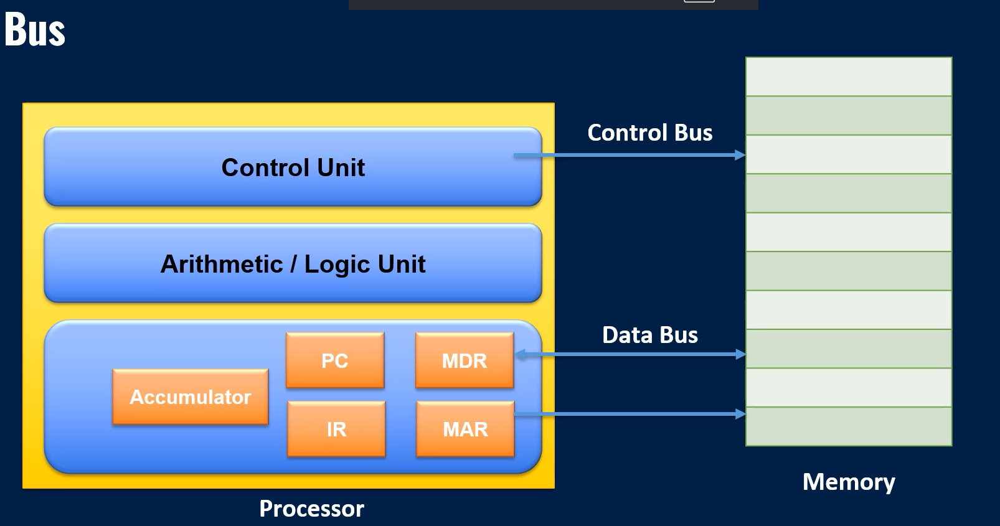 Bus
Control Bus
Control Unit
Arithmetic / Logic Unit
Data Bus
PC
MDR
Accumulator
IR
MAR
Memory
Processor